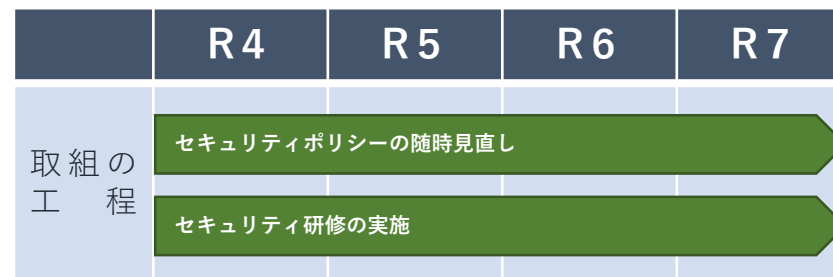 R4 R5 R6 R7
セキュリティポリシーの随時見直し
取組の
工程
セキュリティ研修の実施